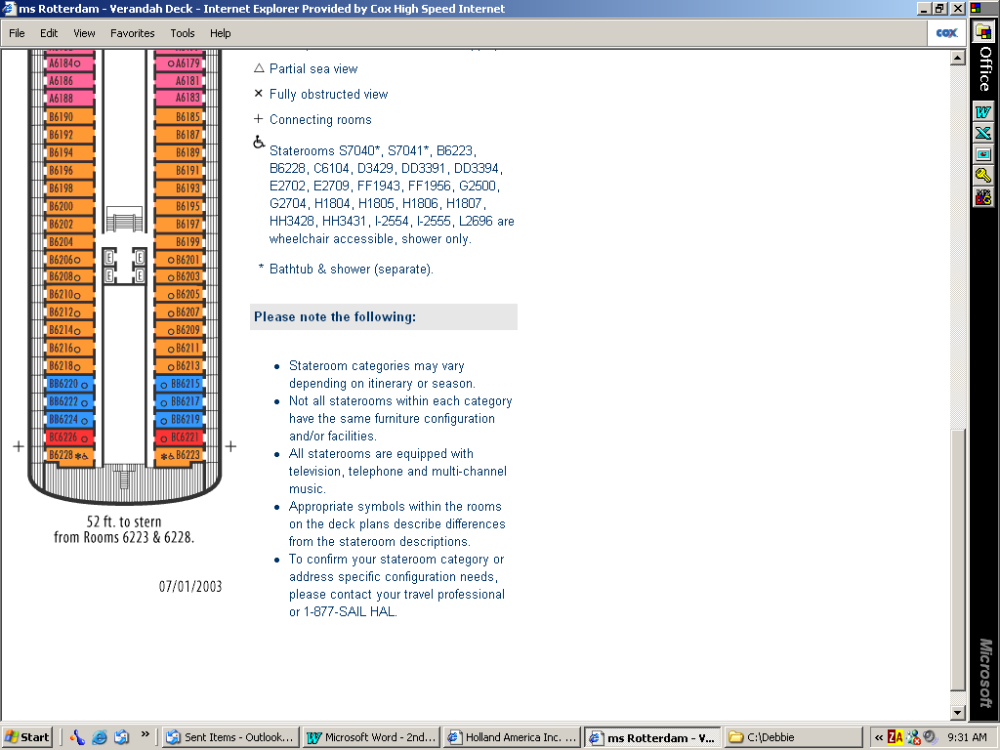 ms Rotterdam - Verandah Deck - Internet Explorer Provided by Cox High Speed Internet
File Edit View Favorites Tools Help
COX
Office
A6184 A6179
A6186 A6181
A6188 A6183
B6190 B6185
B6192 B6187
B6194 B6189
B6196 B6191
B6198 B6193
B6200 B6195
B6202 B6197
B6204 B6199
B6206 B6201
B6208 B6203
B6210 B6205
B6212 B6207
B6214 B6209
B6216 B6211
B6218 B6213
BB6220 BB6215
BB6222 BB6217
BB6224 BB6219
BC6226 BC6221
B6228 B6223
E E
E E
52 ft. to stern
from Rooms 6223 & 6228.
07/01/2003
△ Partial sea view
× Fully obstructed view
+ Connecting rooms
Staterooms S7040*, S7041*, B6223,
B6228, C6104, D3429, DD3391, DD3394,
E2702, E2709, FF1943, FF1956, G2500,
G2704, H1804, H1805, H1806, H1807,
HH3428, HH3431, I-2554, I-2555, L2696 are
wheelchair accessible, shower only.
* Bathtub & shower (separate).
Please note the following:
• Stateroom categories may vary
depending on itinerary or season.
• Not all staterooms within each category
have the same furniture configuration
and/or facilities.
• All staterooms are equipped with
television, telephone and multi-channel
music.
• Appropriate symbols within the rooms
on the deck plans describe differences
from the stateroom descriptions.
• To confirm your stateroom category or
address specific configuration needs,
please contact your travel professional
or 1-877-SAIL HAL.
Microsoft
Start » Sent Items - Outlook... Microsoft Word - 2nd... Holland America Inc. ... ms Rotterdam - V... C:\Debbie « ZA 9:31 AM